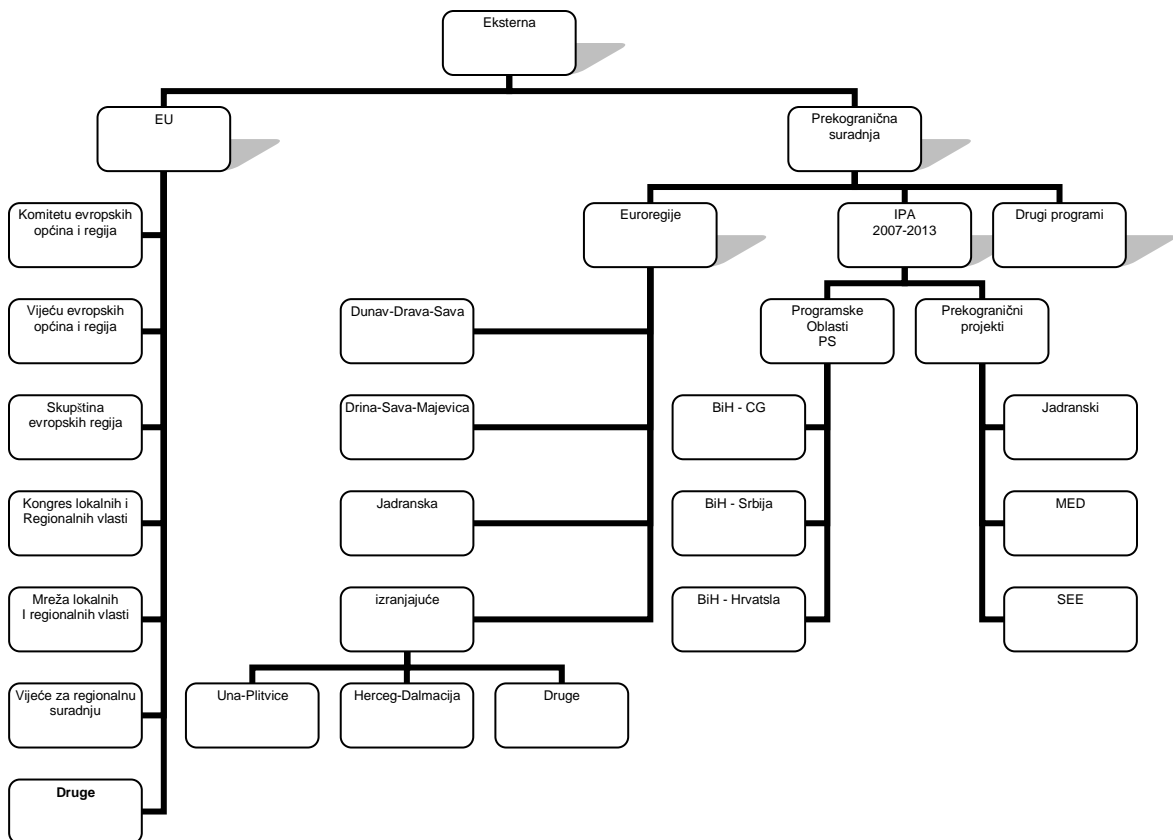 Eksterna
EU
Prekogranična
suradnja
Komitetu evropskih
općina i regija
Vijeću evropskih
općina i regija
Skupština
evropskih regija
Kongres lokalnih i
Regionalnih vlasti
Mreža lokalnih
I regionalnih vlasti
Vijeće za regionalnu
suradnju
Druge
Euroregije
IPA
2007-2013
Drugi programi
Dunav-Drava-Sava
Drina-Sava-Majevica
Jadranska
izranjajuće
Una-Plitvice
Herceg-Dalmacija
Druge
Programske
Oblasti
PS
Prekogranični
projekti
BiH - CG
BiH - Srbija
BiH - Hrvatsla
Jadranski
MED
SEE